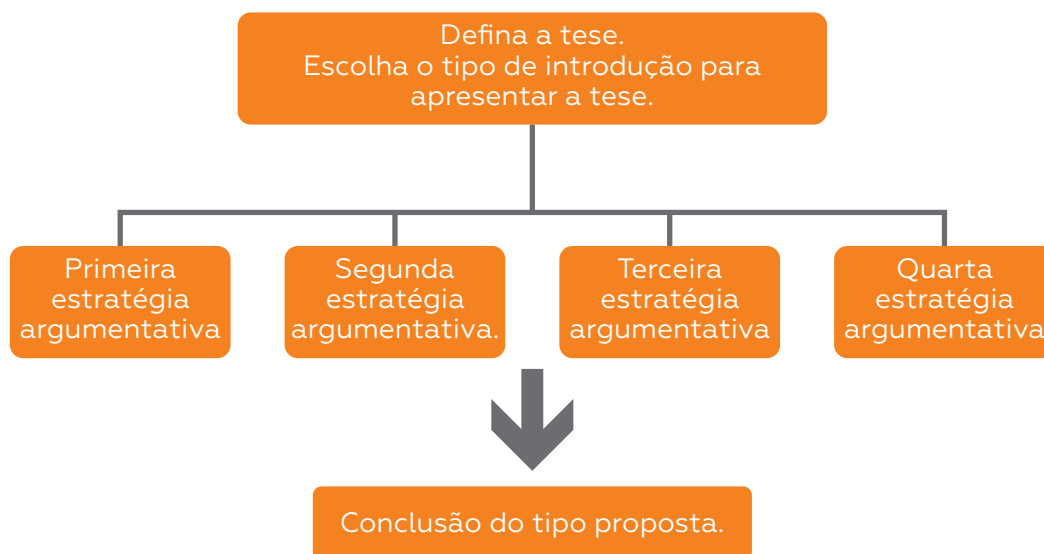 Defina a tese.
Escolha o tipo de introdução para
apresentar a tese.
Primeira
estratégia
argumentativa
Segunda
estratégia
argumentativa.
Terceira
estratégia
argumentativa
Quarta
estratégia
argumentativa
Conclusão do tipo proposta.